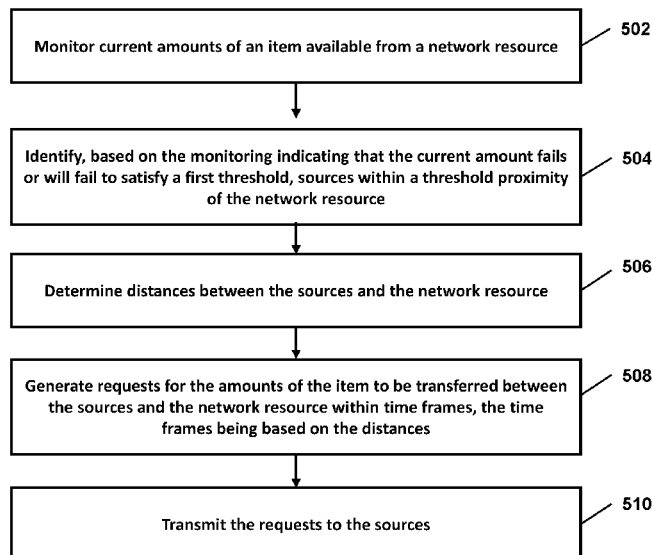 Monitor current amounts of an item available from a network resource
502
Identify, based on the monitoring indicating that the current amount fails
or will fail to satisfy a first threshold, sources within a threshold proximity
of the network resource
504
Determine distances between the sources and the network resource
506
Generate requests for the amounts of the item to be transferred between
the sources and the network resource within time frames, the time
frames being based on the distances
508
Transmit the requests to the sources
510